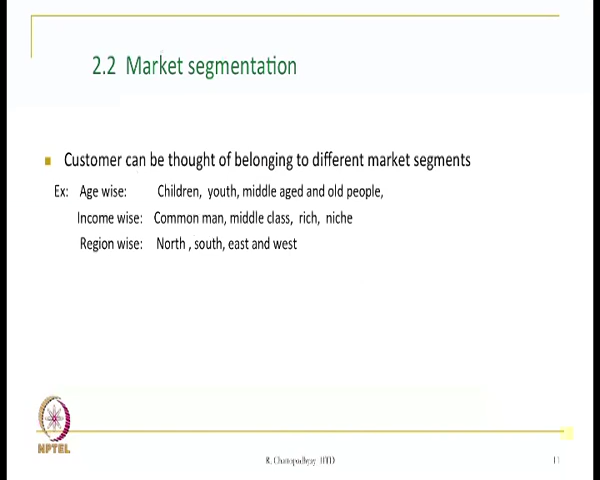 2.2 Market segmentation
Customer can be thought of belonging to different market segments
Ex: Age wise: Children, youth, middle aged and old people,
Income wise: Common man, middle class, rich, niche
Region wise: North , south, east and west
NPTEL
R. Chattopadhyay IITD